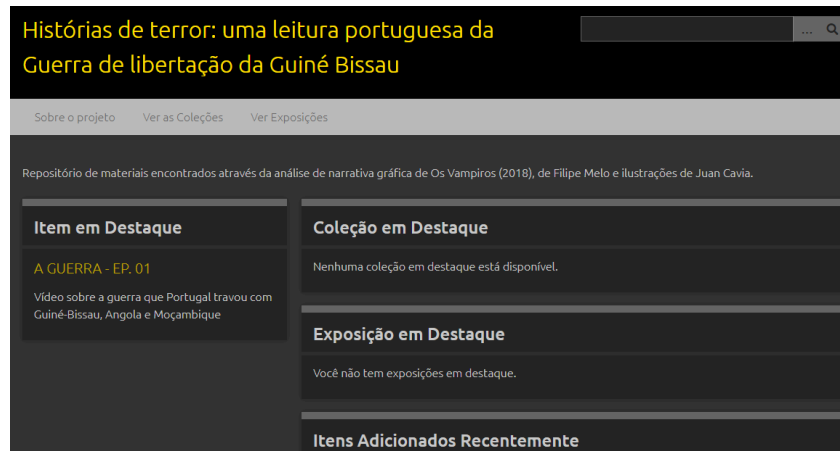 Histórias de terror: uma leitura portuguesa da
Guerra de libertação da Guiné Bissau
...
Sobre o projeto Ver as Coleções Ver Exposições
Repositório de materiais encontrados através da análise de narrativa gráfica de Os Vampiros (2018), de Filipe Melo e ilustrações de Juan Cavia.
Item em Destaque
A GUERRA - EP. 01
Vídeo sobre a guerra que Portugal travou com
Guiné-Bissau, Angola e Moçambique
Coleção em Destaque
Nenhuma coleção em destaque está disponível.
Exposição em Destaque
Você não tem exposições em destaque.
Itens Adicionados Recentemente